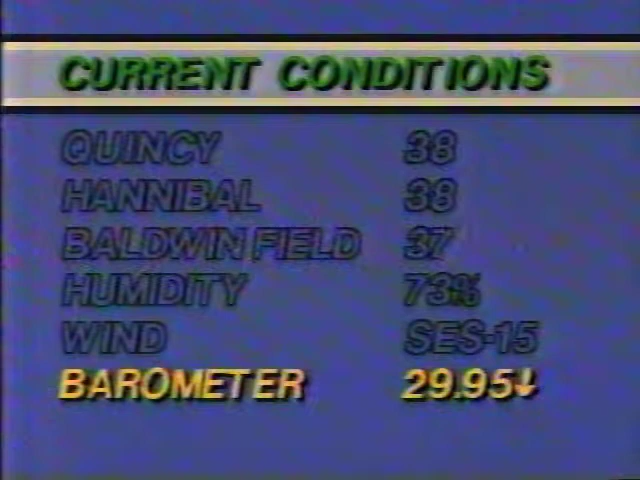 CURRENT CONDITIONS
QUINCY 38
HANNIBAL 38
BALDWIN FIELD 37
HUMIDITY 73%
WIND SES-15
BAROMETER 29.95↓